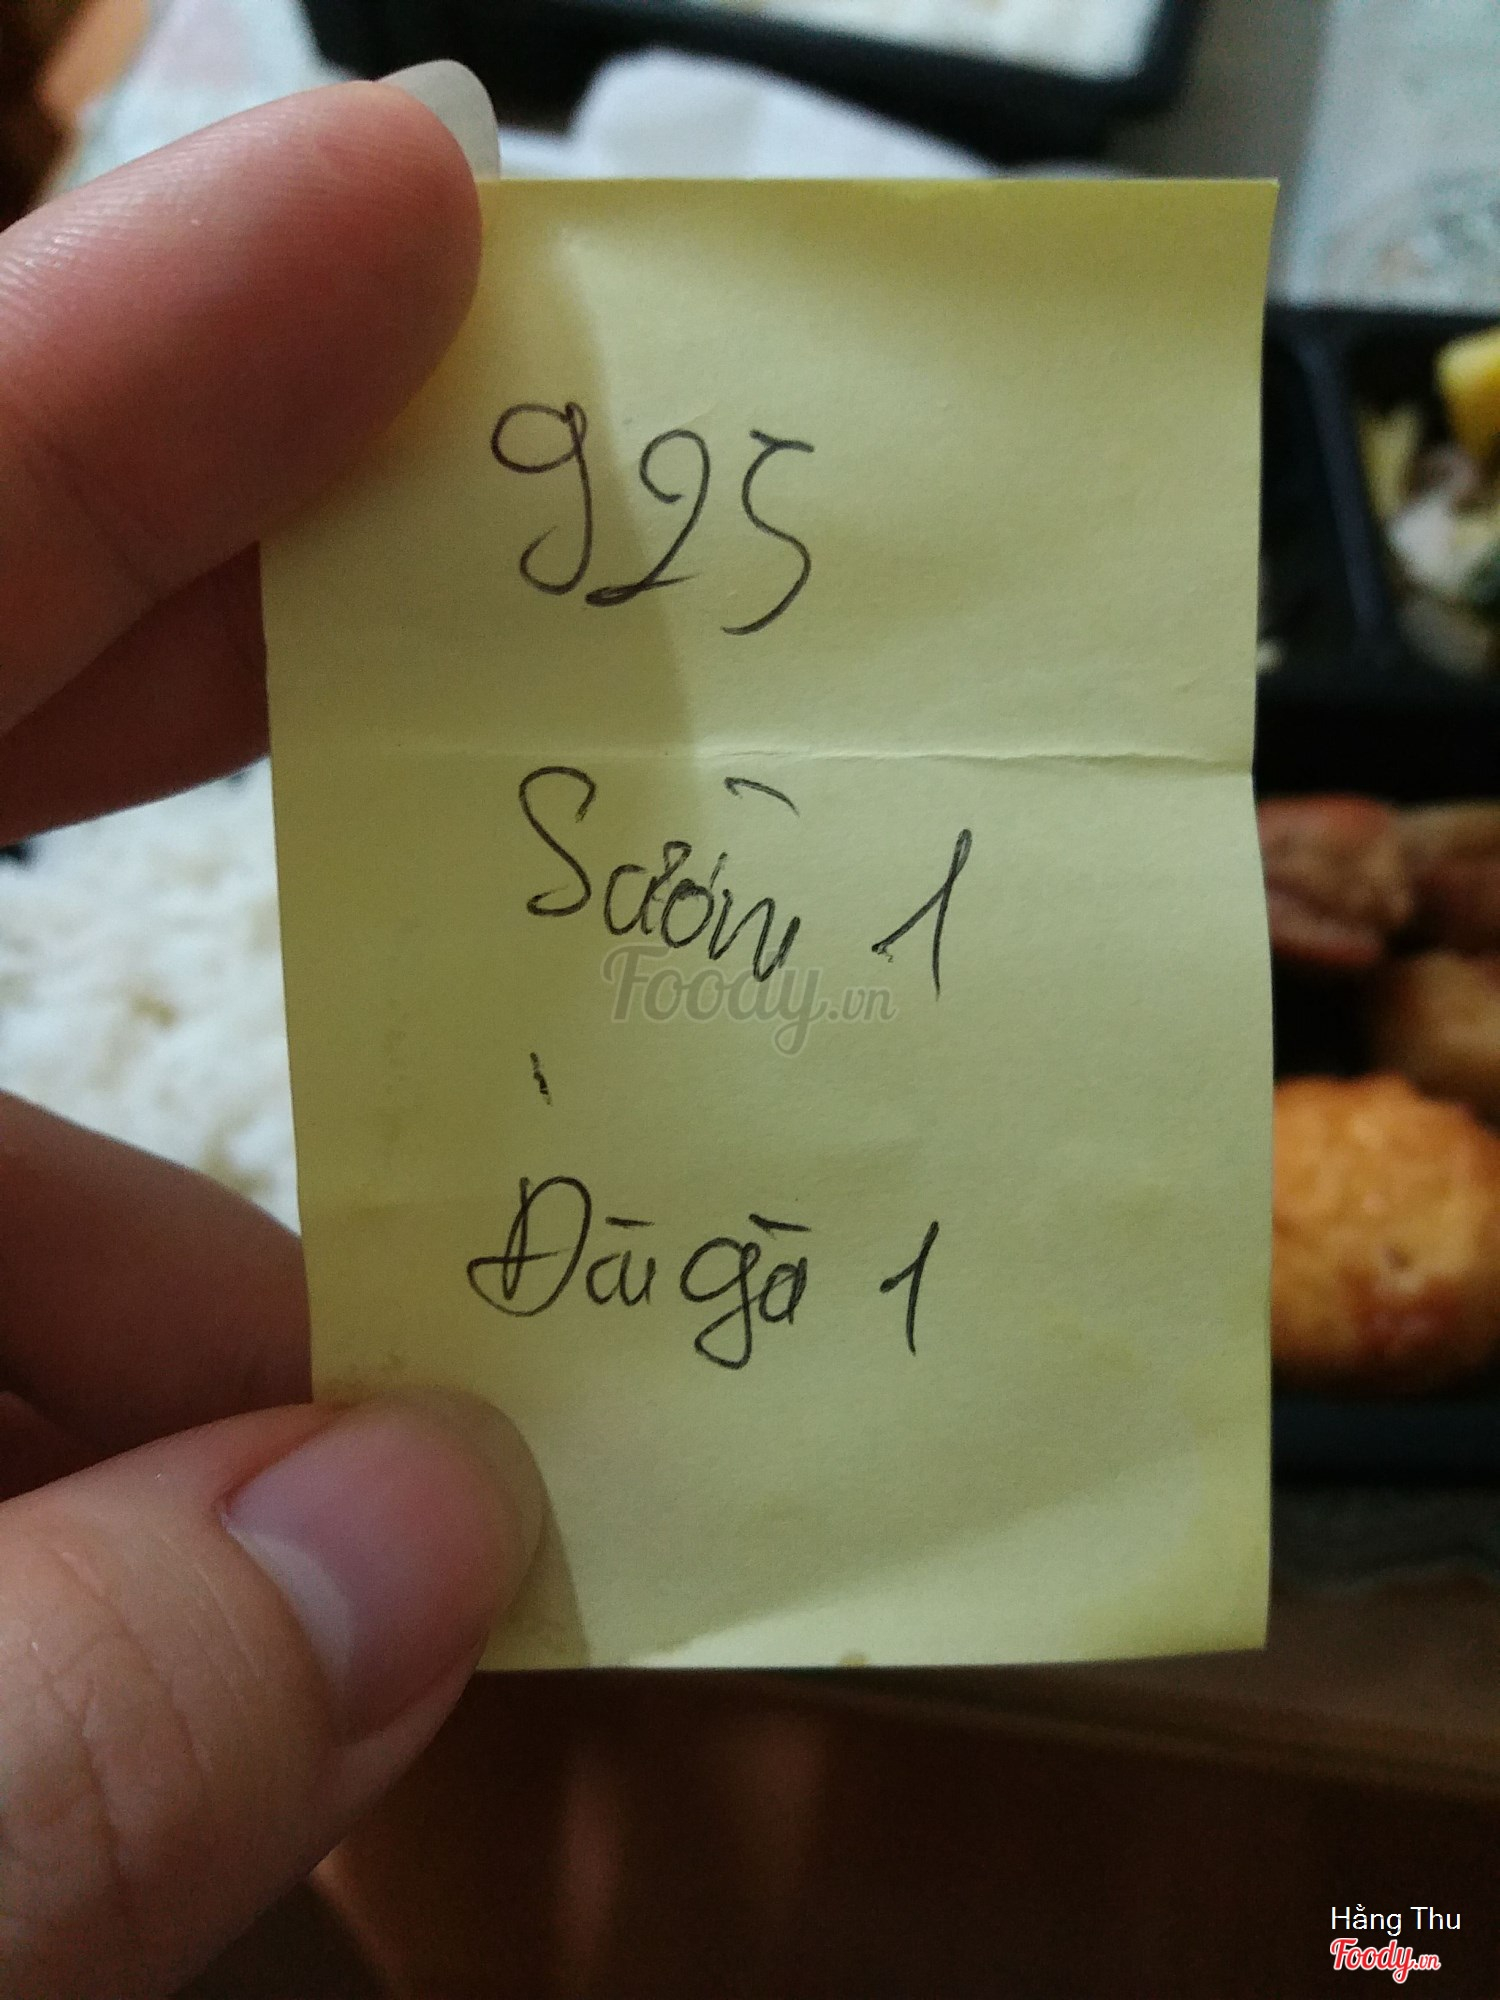 925
Sườn 1
Đùi gà 1
Foody.vn
Hằng Thu
Foody.vn